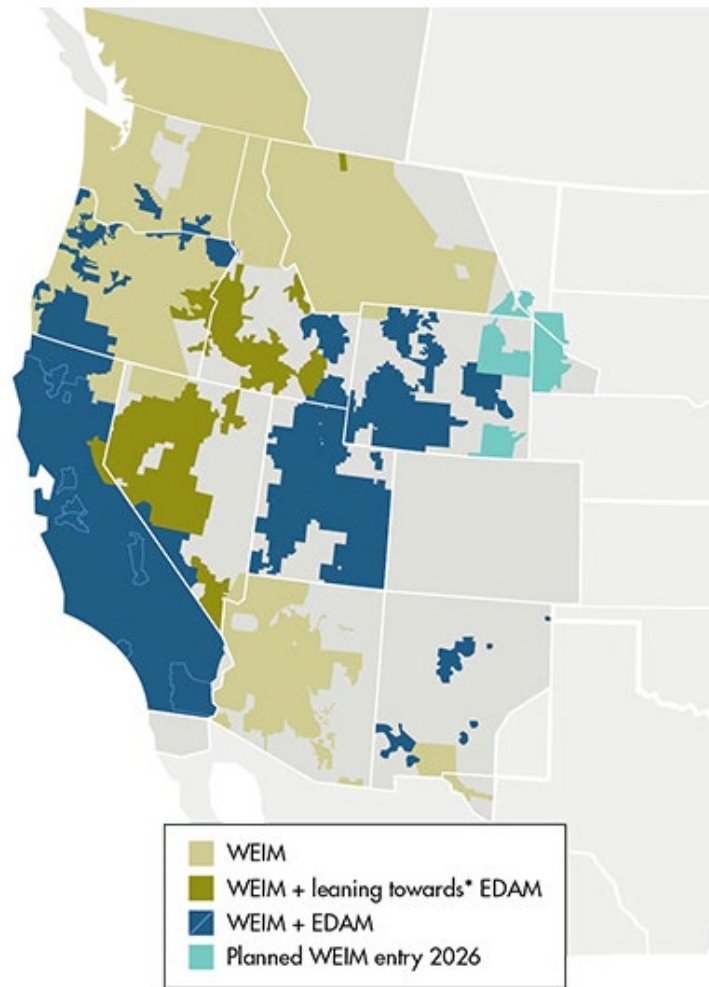 WEIM
WEIM + leaning towards* EDAM
WEIM + EDAM
Planned WEIM entry 2026